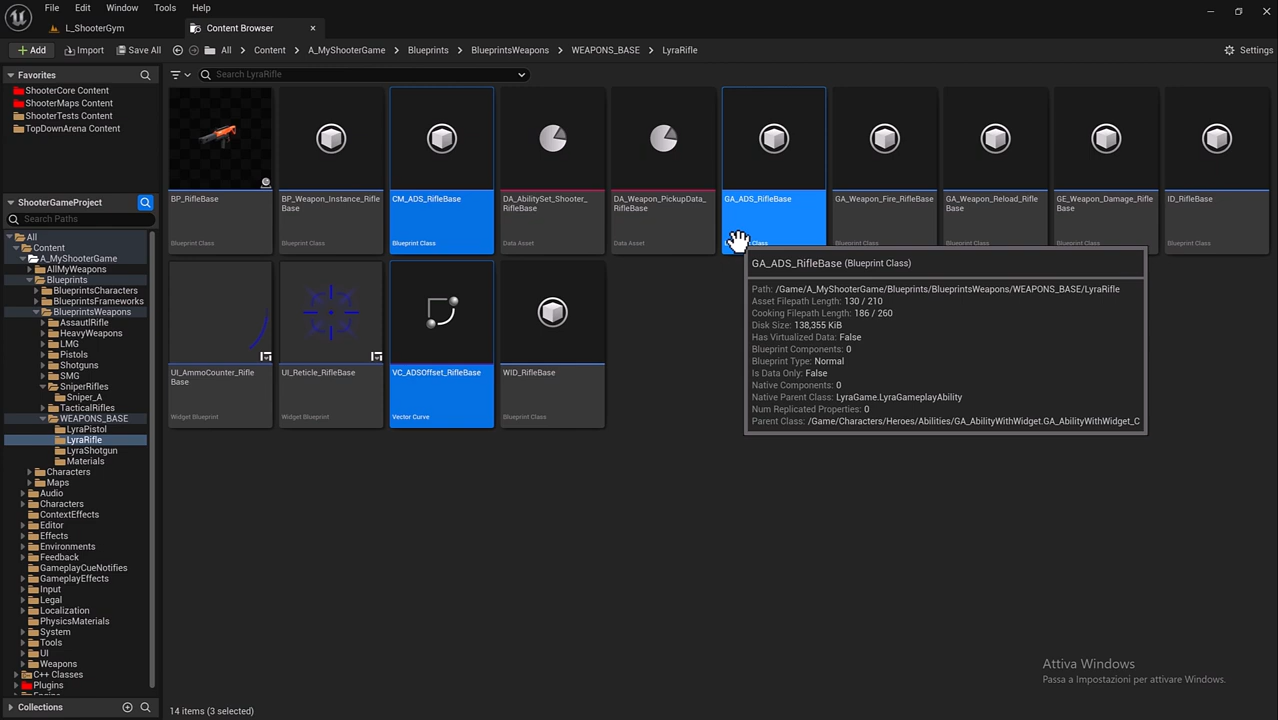 File Edit Window Tools Help
L_ShooterGym
Content Browser
Add Import Save All All Content A_MyShooterGame Blueprints BlueprintsWeapons WEAPONS_BASE LyraRifle Settings
Favorites
ShooterCore Content
ShooterMaps Content
ShooterTests Content
TopDownArena Content
ShooterGameProject
Search Paths
All
Content
A_MyShooterGame
AllMyWeapons
Blueprints
BlueprintsCharacters
BlueprintsFrameworks
BlueprintsWeapons
AssautlRifle
HeavyWeapons
LMG
Pistols
Shotguns
SMG
SniperRifles
Sniper_A
TacticalRifles
WEAPONS_BASE
LyraPistol
LyraRifle
LyraShotgun
Materials
Characters
Maps
Audio
Characters
ContextEffects
Editor
Effects
Environments
Feedback
GameplayCueNotifies
GameplayEffects
Input
Legal
Localization
PhysicsMaterials
System
Tools
UI
Weapons
C++ Classes
Plugins
Collections
Search LyraRifle
BP_RifleBase
Blueprint Class
BP_Weapon_Instance_Rifle
Base
Blueprint Class
CM_ADS_RifleBase
Blueprint Class
DA_AbilitySet_Shooter_
RifleBase
Data Asset
DA_Weapon_PickupData_
RifleBase
Data Asset
GA_ADS_RifleBase
Class
GA_Weapon_Fire_RifleBase
Blueprint Class
GA_Weapon_Reload_Rifle
Base
Blueprint Class
GE_Weapon_Damage_Rifle
Base
Blueprint Class
ID_RifleBase
Blueprint Class
UI_AmmoCounter_Rifle
Base
Widget Blueprint
UI_Reticle_RifleBase
Widget Blueprint
VC_ADSOffset_RifleBase
Vector Curve
WID_RifleBase
Blueprint Class
GA_ADS_RifleBase (Blueprint Class)
Path: /Game/A_MyShooterGame/Blueprints/BlueprintsWeapons/WEAPONS_BASE/LyraRifle
Asset Filepath Length: 130 / 210
Cooking Filepath Length: 186 / 260
Disk Size: 138,355 KiB
Has Virtualized Data: False
Blueprint Components: 0
Blueprint Type: Normal
Is Data Only: False
Native Components: 0
Native Parent Class: LyraGame.LyraGameplayAbility
Num Replicated Properties: 0
Parent Class: /Game/Characters/Heroes/Abilities/GA_AbilityWithWidget.GA_AbilityWithWidget_C
Attiva Windows
Passa a Impostazioni per attivare Windows.
14 items (3 selected)